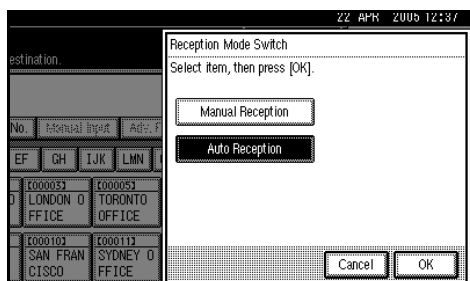 22 APR 2005 12:37
Reception Mode Switch
estination.
Select item, then press [OK].
Manual Reception
No. Manual Input Adv. F
Auto Reception
EF GH IJK LMN
[00003] [00005]
LONDON O TORONTO
FFICE OFFICE
[00010] [00011]
SAN FRAN SYDNEY O
CISCO FFICE
Cancel OK